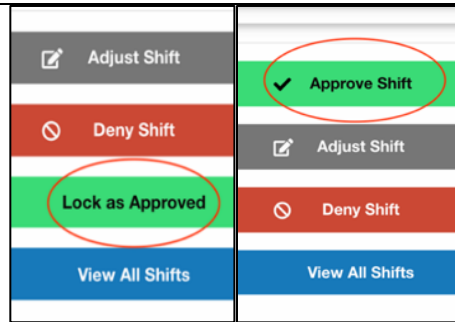 Adjust Shift
Deny Shift
Lock as Approved
View All Shifts
Approve Shift
Adjust Shift
Deny Shift
View All Shifts